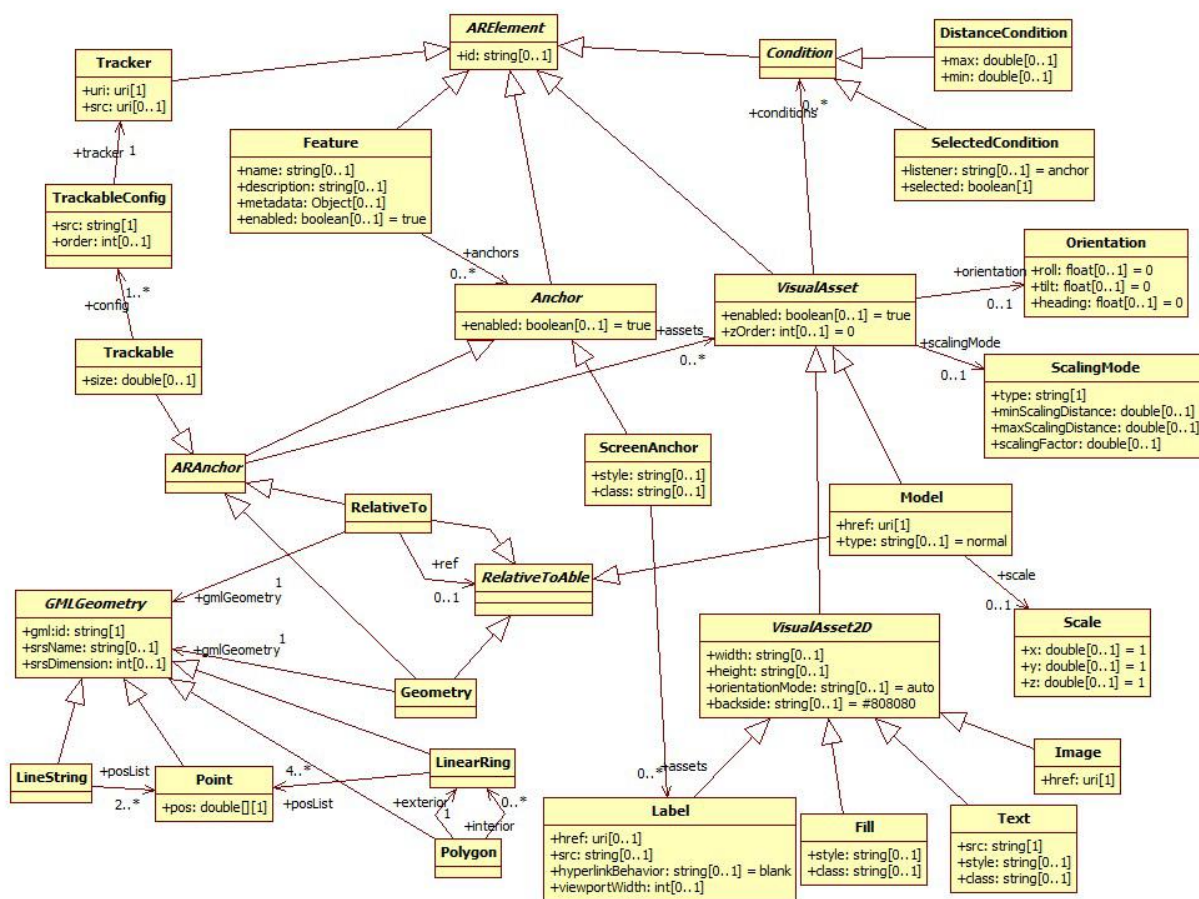 ARElement
+id: string[0..1]
Condition
DistanceCondition
+max: double[0..1]
+min: double[0..1]
Tracker
+uri: uri[1]
+src: uri[0..1]
+conditions
0..*
Feature
+name: string[0..1]
+description: string[0..1]
+metadata: Object[0..1]
+enabled: boolean[0..1] = true
SelectedCondition
+listener: string[0..1] = anchor
+selected: boolean[1]
+tracker
1
TrackableConfig
+src: string[1]
+order: int[0..1]
+anchors
0..*
Orientation
+roll: float[0..1] = 0
+tilt: float[0..1] = 0
+heading: float[0..1] = 0
+orientation
0..1
Anchor
+enabled: boolean[0..1] = true
VisualAsset
+enabled: boolean[0..1] = true
+zOrder: int[0..1] = 0
+config
1..*
+assets
0..*
+scalingMode
0..1
Trackable
+size: double[0..1]
ScalingMode
+type: string[1]
+minScalingDistance: double[0..1]
+maxScalingDistance: double[0..1]
+scalingFactor: double[0..1]
ARAnchor
ScreenAnchor
+style: string[0..1]
+class: string[0..1]
RelativeTo
Model
+href: uri[1]
+type: string[0..1] = normal
+ref
0..1
RelativeToAble
1
+gmlGeometry
+scale
0..1
GMLGeometry
+gml:id: string[1]
+srsName: string[0..1]
+srsDimension: int[0..1]
1
+gmlGeometry
Scale
+x: double[0..1] = 1
+y: double[0..1] = 1
+z: double[0..1] = 1
VisualAsset2D
+width: string[0..1]
+height: string[0..1]
+orientationMode: string[0..1] = auto
+backside: string[0..1] = #808080
Geometry
Image
+href: uri[1]
LineString
+posList
2..*
Point
+pos: double[][1]
4..*
+posList
LinearRing
+exterior
1
0..*
+interior
Polygon
0..*
+assets
Label
+href: uri[0..1]
+src: string[0..1]
+hyperlinkBehavior: string[0..1] = blank
+viewportWidth: int[0..1]
Fill
+style: string[0..1]
+class: string[0..1]
Text
+src: string[1]
+style: string[0..1]
+class: string[0..1]